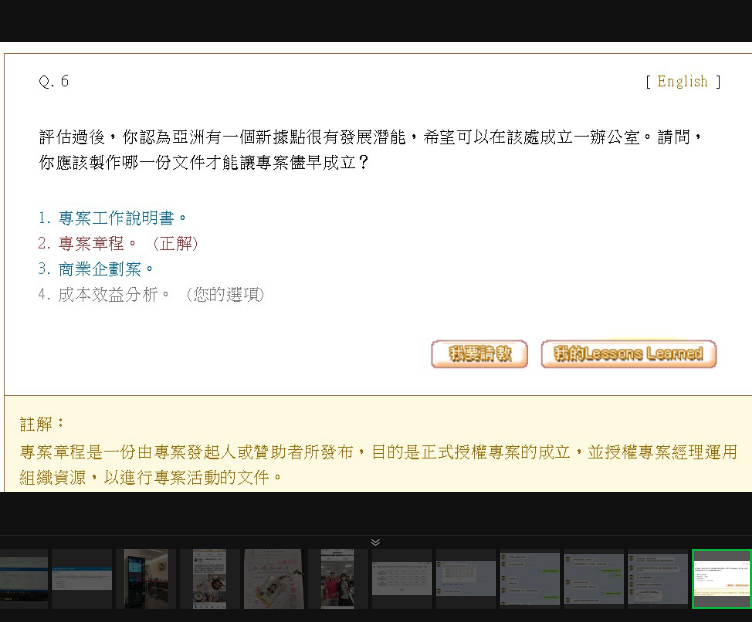 Q. 6
[ English ]
評估過後，你認為亞洲有一個新據點很有發展潛能，希望可以在該處成立一辦公室。請問，
你應該製作哪一份文件才能讓專案儘早成立？
1. 專案工作說明書。
2. 專案章程。 (正解)
3. 商業企劃案。
4. 成本效益分析。 (您的選項)
我要請教
我的Lessons Learned
註解：
專案章程是一份由專案發起人或贊助者所發布，目的是正式授權專案的成立，並授權專案經理運用
組織資源，以進行專案活動的文件。